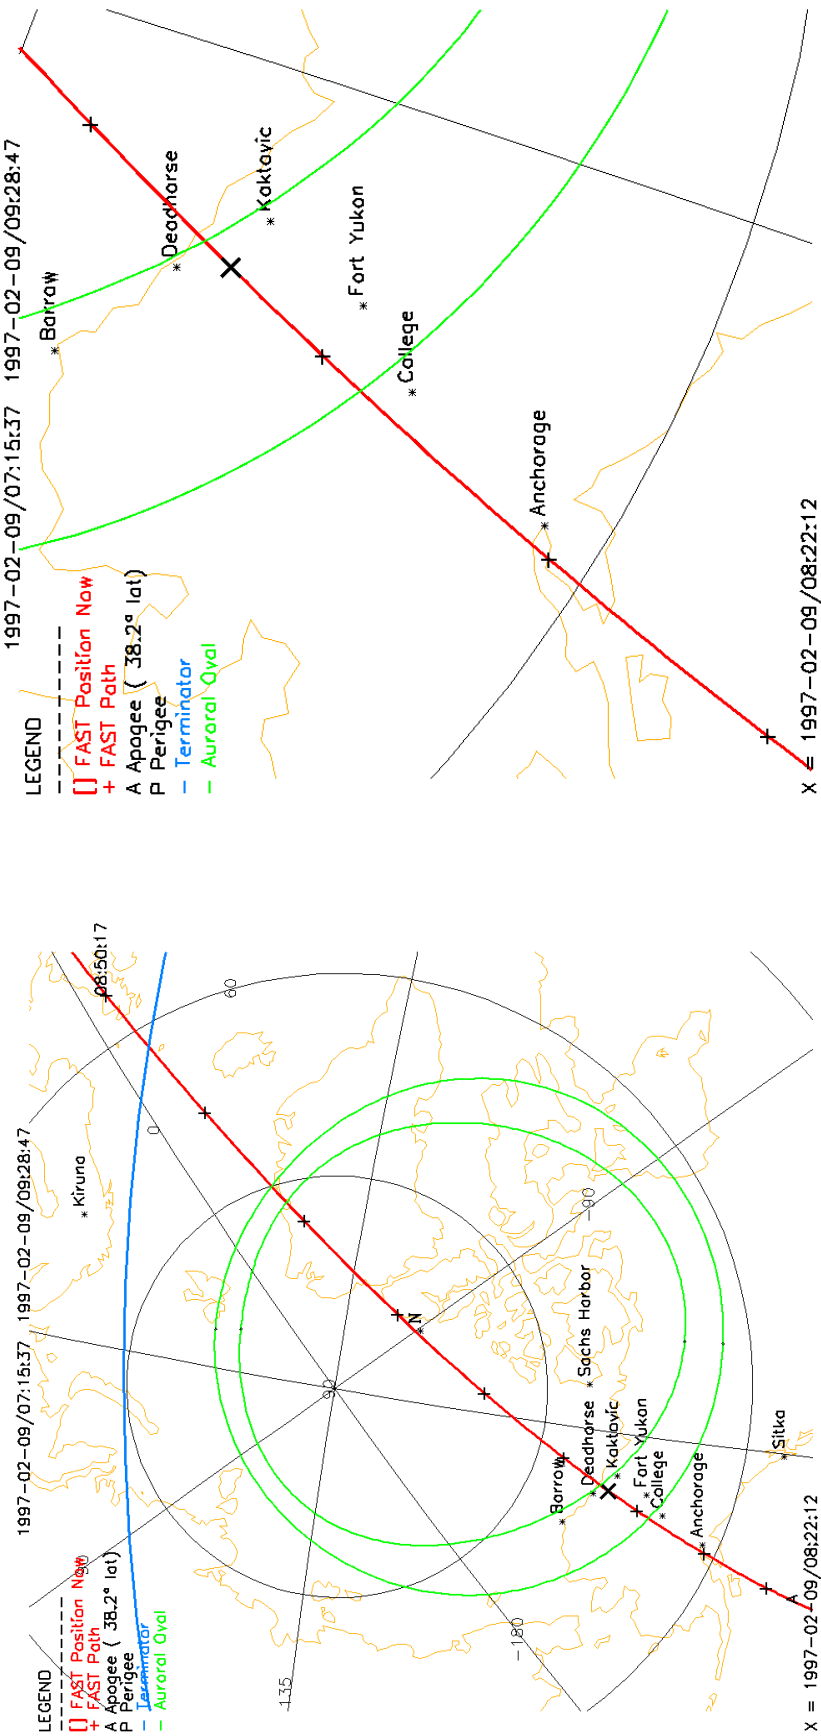 1997-02-09/07:15:37 1997-02-09/09:28:47
LEGEND
[] FAST Position Now
+ FAST Path
A Apogee ( 38.2° lat)
P Perigee
- Terminator
- Auroral Oval
Barrow
Deadhorse
Kaktovic
Fort Yukon
College
Anchorage
X = 1997-02-09/08:22:12
1997-02-09/07:15:37 1997-02-09/09:28:47
LEGEND
[] FAST Position Now
+ FAST Path
A Apogee ( 38.2° lat)
P Perigee
- Terminator
- Auroral Oval
90
Kiruna
08:50:17
60
0
N
90
-90
135
-180
Sachs Harbor
Barrow
Deadhorse
Kaktovic
Fort Yukon
College
Anchorage
Sitka
A
X = 1997-02-09/08:22:12